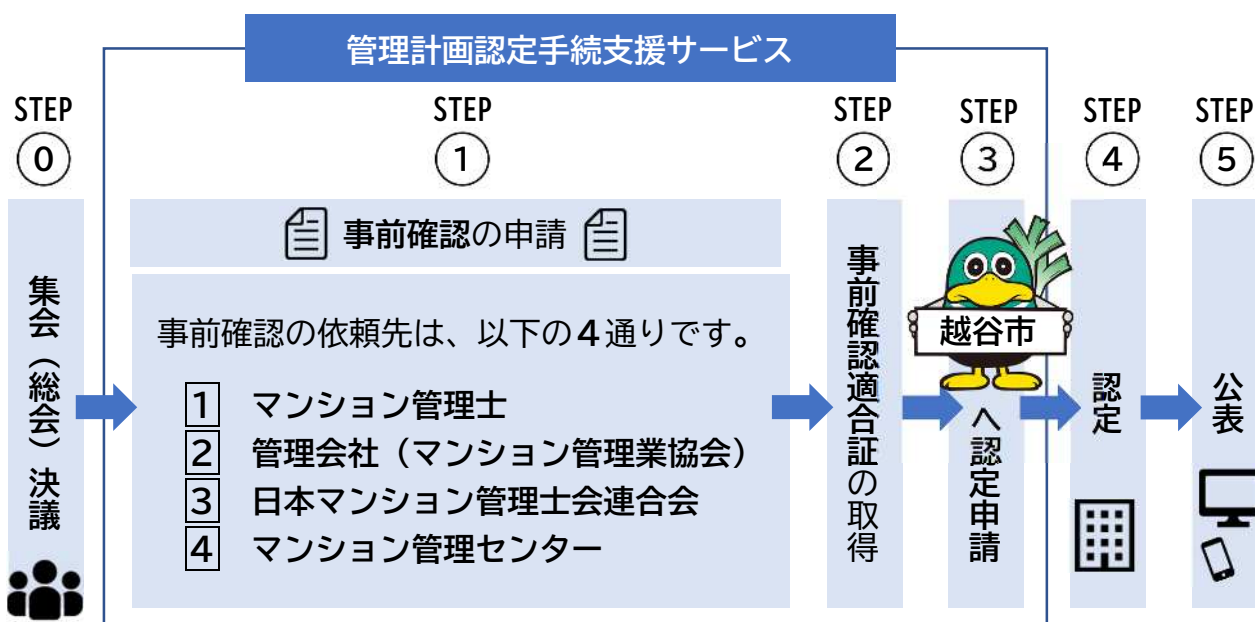 管理計画認定手続支援サービス
STEP
0
集会（総会）決議
STEP
1
事前確認の申請
事前確認の依頼先は、以下の4通りです。
1 マンション管理士
2 管理会社（マンション管理業協会）
3 日本マンション管理士会連合会
4 マンション管理センター
STEP
2
事前確認適合証の取得
STEP
3
越谷市
へ認定申請
STEP
4
認定
STEP
5
公表